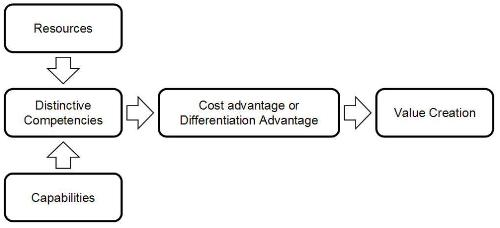 Resources
Distinctive
Competencies
Cost advantage or
Differentiation Advantage
Value Creation
Capabilities